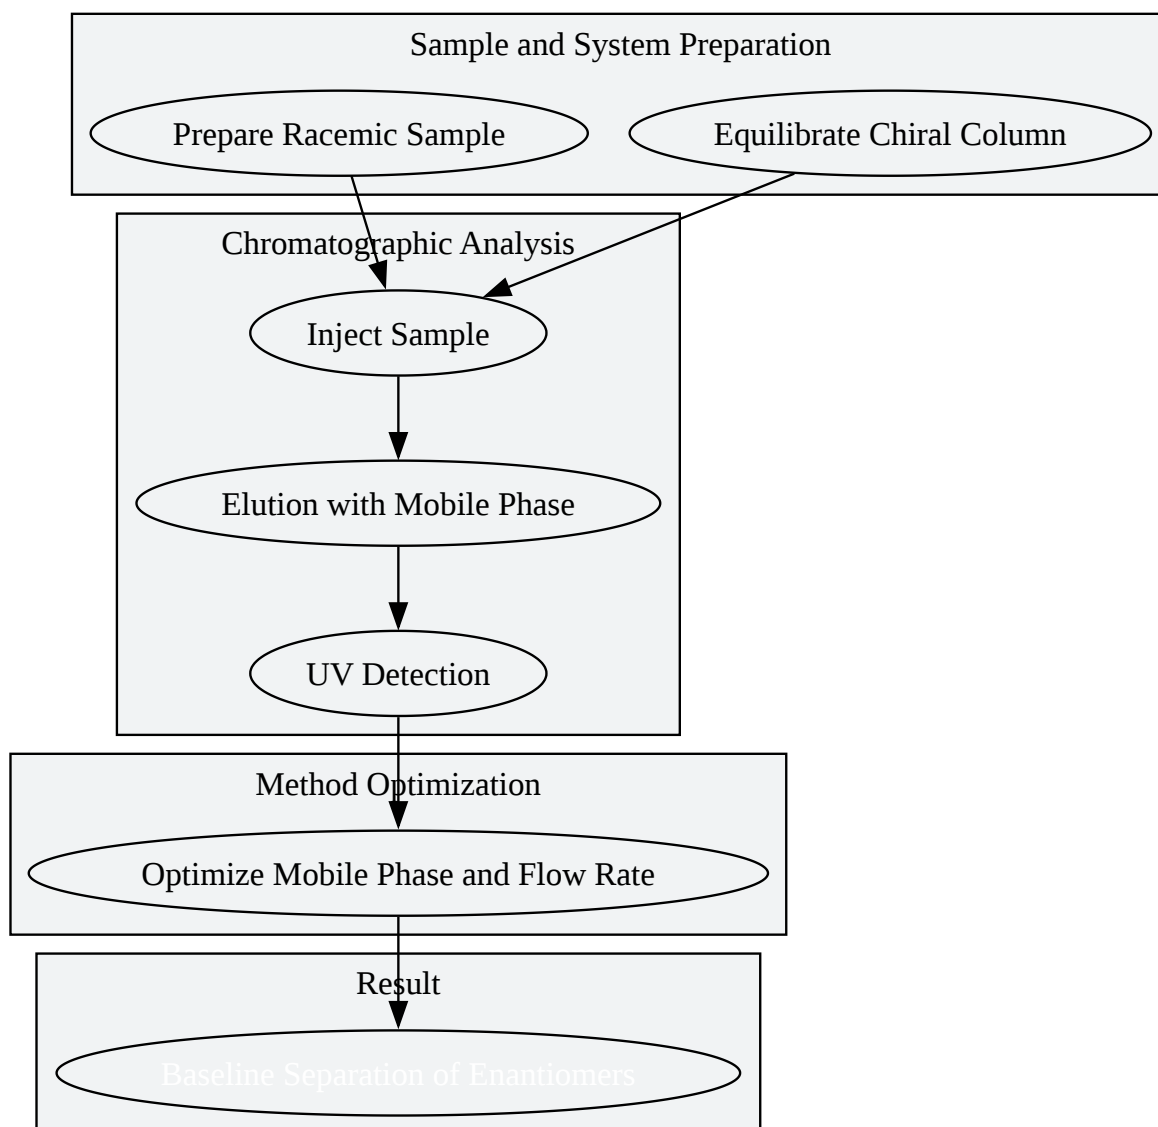 Sample and System Preparation
Prepare Racemic Sample
Equilibrate Chiral Column
Chromatographic Analysis
Inject Sample
Elution with Mobile Phase
UV Detection
Method Optimization
Optimize Mobile Phase and Flow Rate
Result
Baseline Separation of Enantiomers